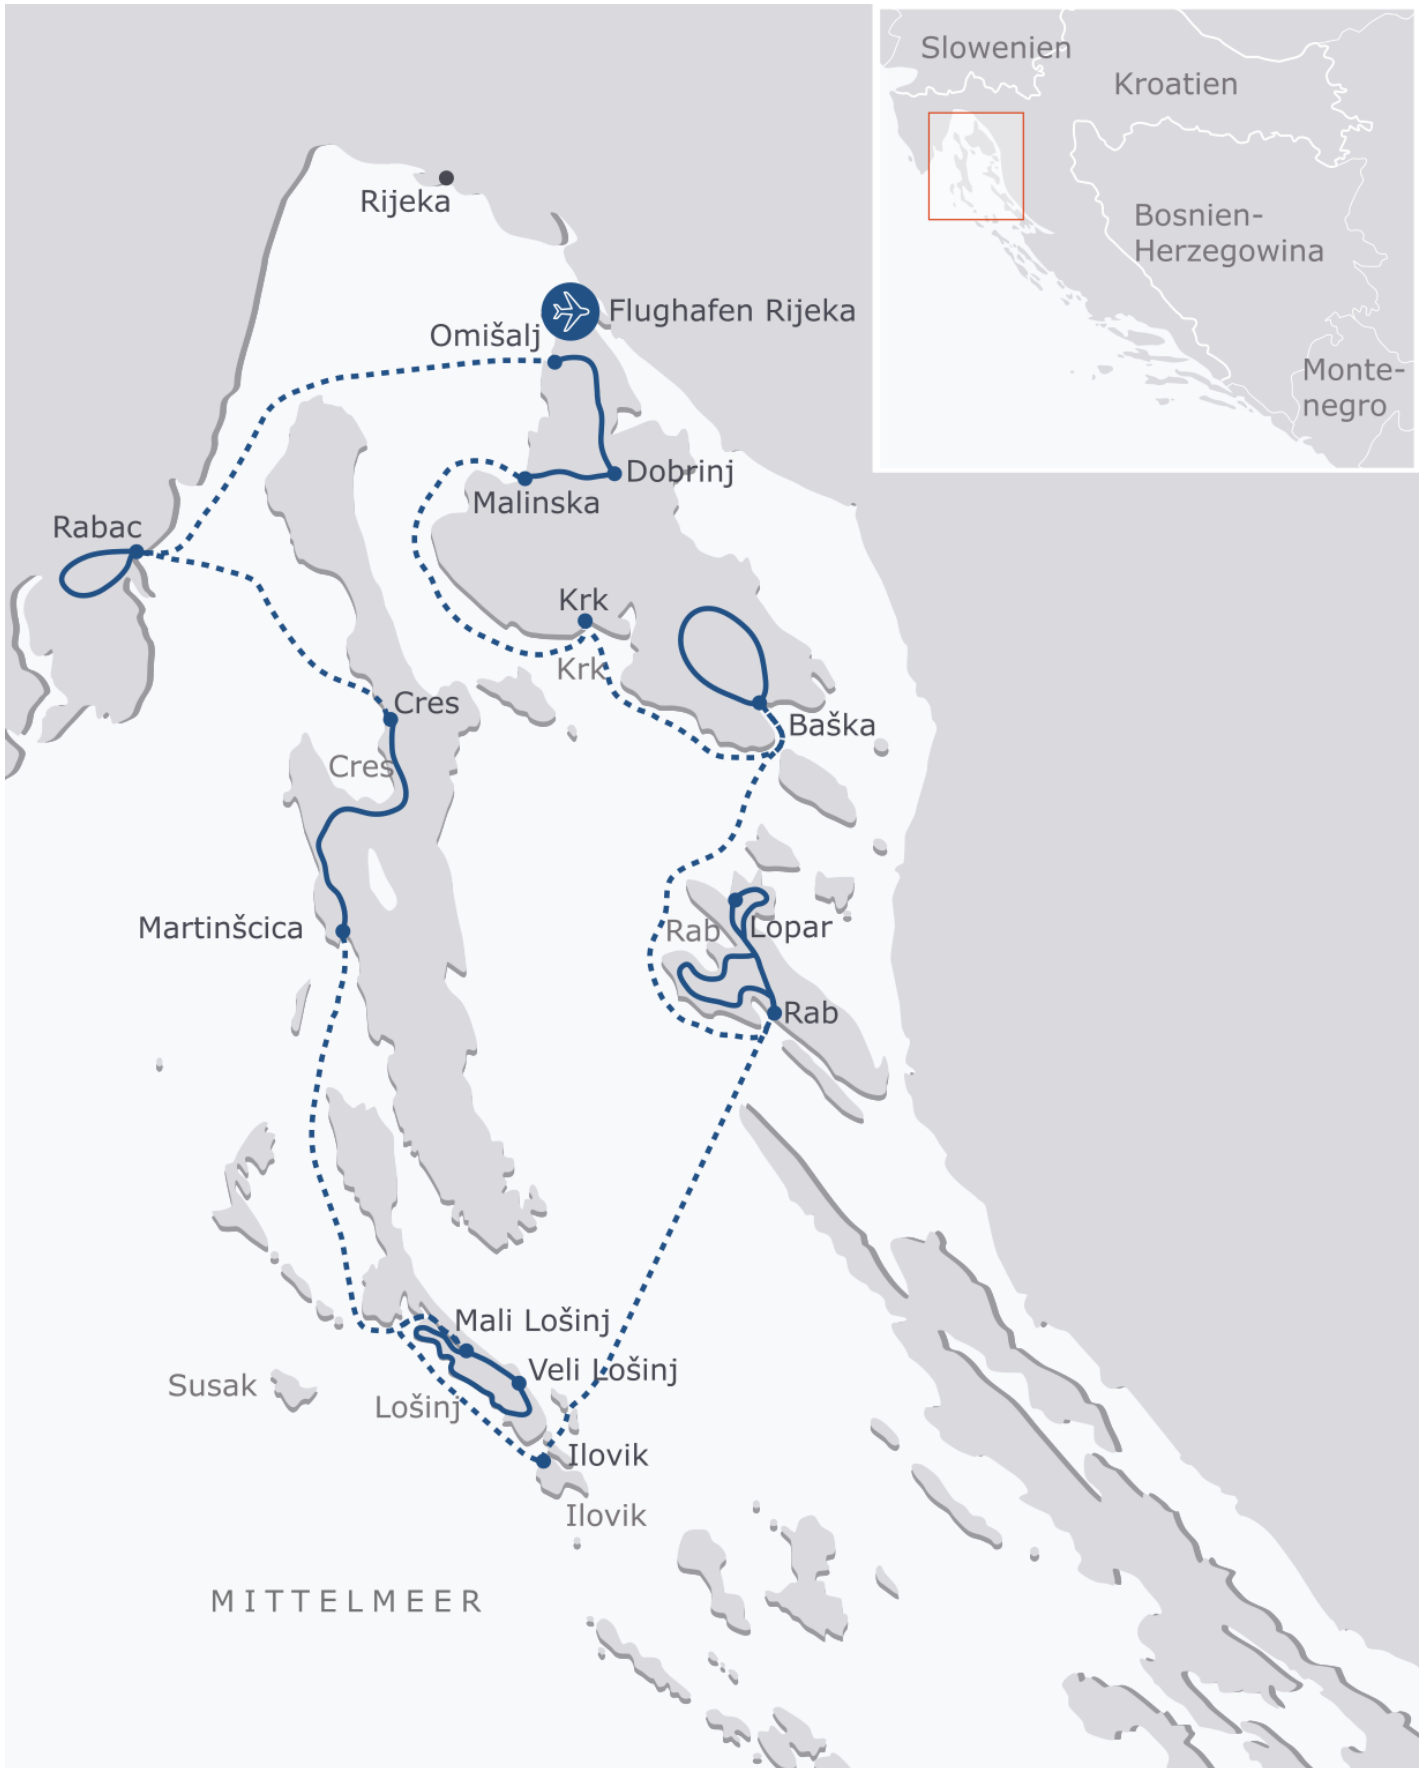 Slowenien
Kroatien
Bosnien-
Herzegowina
Monte-
negro
Rijeka
Flughafen Rijeka
Omišalj
Dobrinj
Malinska
Rabac
Krk
Krk
Cres
Baška
Cres
Martinšcica
Rab
Lopar
Rab
Mali Lošinj
Veli Lošinj
Susak
Lošinj
Ilovik
Ilovik
MITTELMEER